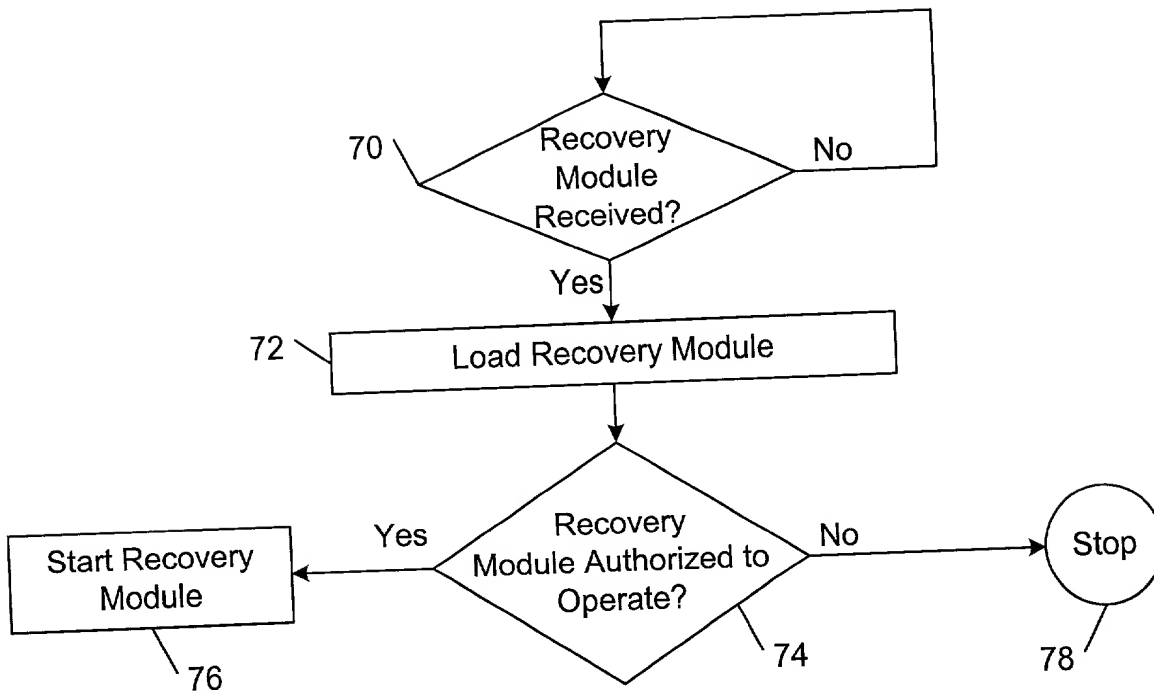 70
Recovery
Module
Received?
No
Yes
72
Load Recovery Module
Yes
Recovery
Module Authorized to
Operate?
No
Start Recovery
Module
Stop
76
74
78